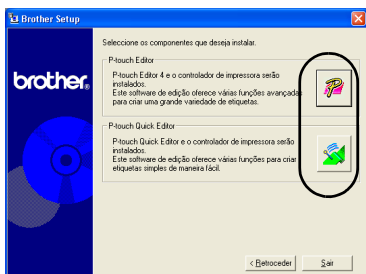 Brother Setup
Seleccione os componentes que deseja instalar.
P-touch Editor
P-touch Editor 4 e o controlador de impressora serão
instalados.
Este software de edição oferece várias funções avançadas
para criar uma grande variedade de etiquetas.
brother.
P-touch Quick Editor
P-touch Quick Editor e o controlador de impressora serão
instalados.
Este software de edição oferece várias funções para criar
etiquetas simples de maneira fácil.
< Retroceder
Sair